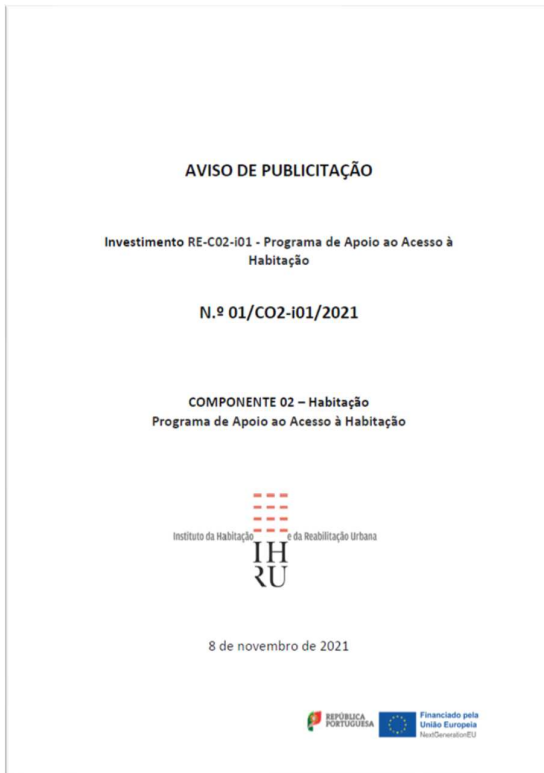 AVISO DE PUBLICITAÇÃO
Investimento RE-C02-i01 - Programa de Apoio ao Acesso à
Habitação
N.º 01/CO2-i01/2021
COMPONENTE 02 – Habitação
Programa de Apoio ao Acesso à Habitação
Instituto da Habitação e da Reabilitação Urbana
IH
RU
8 de novembro de 2021
REPÚBLICA
PORTUGUESA
Financiado pela
União Europeia
NextGenerationEU